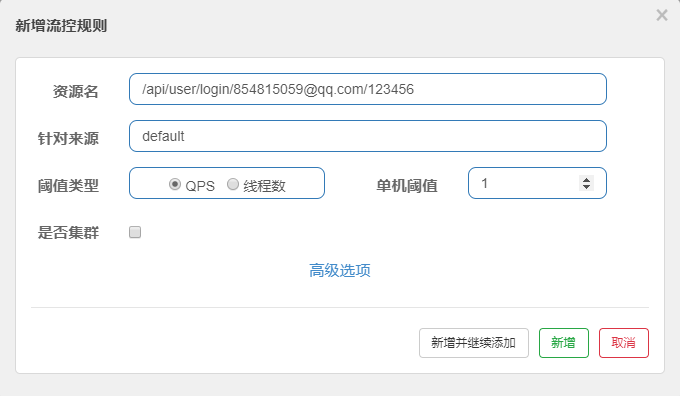 新增流控规则
资源名 /api/user/login/854815059@qq.com/123456
针对来源 default
阈值类型 QPS 线程数 单机阈值 1
是否集群
高级选项
新增并继续添加 新增 取消